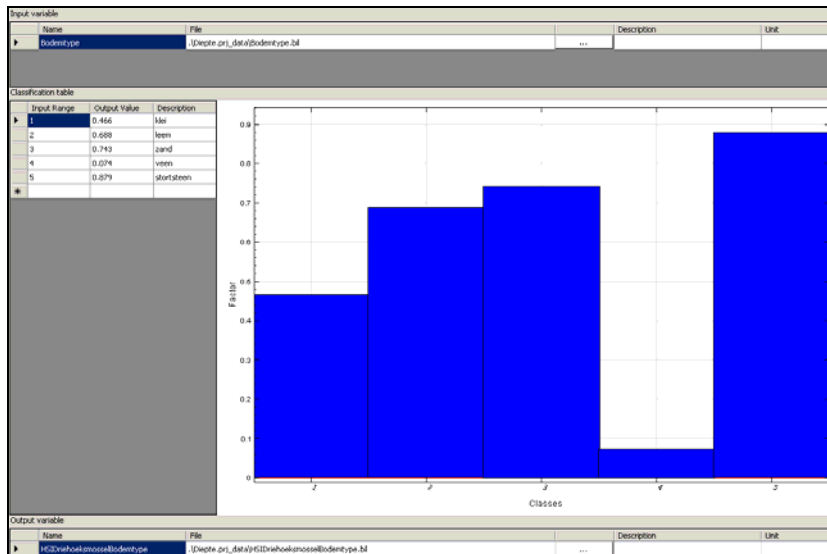 Input variable
Name File Description Unit
Bodemtype .\Diepte.prj_data\Bodemtype.bil ...
Classification table
Input Range Output Value Description
1 0.466 klei
2 0.688 leem
3 0.743 zand
4 0.074 veen
5 0.879 stortsteen
*
0.9
0.8
0.7
0.6
0.5
0.4
0.3
0.2
0.1
0
Factor
1 2 3 4 5
Classes
Output variable
Name File Description Unit
HSIDriehoeksmosselBodemtype .\Diepte.prj_data\HSIDriehoeksmosselBodemtype.bil ...